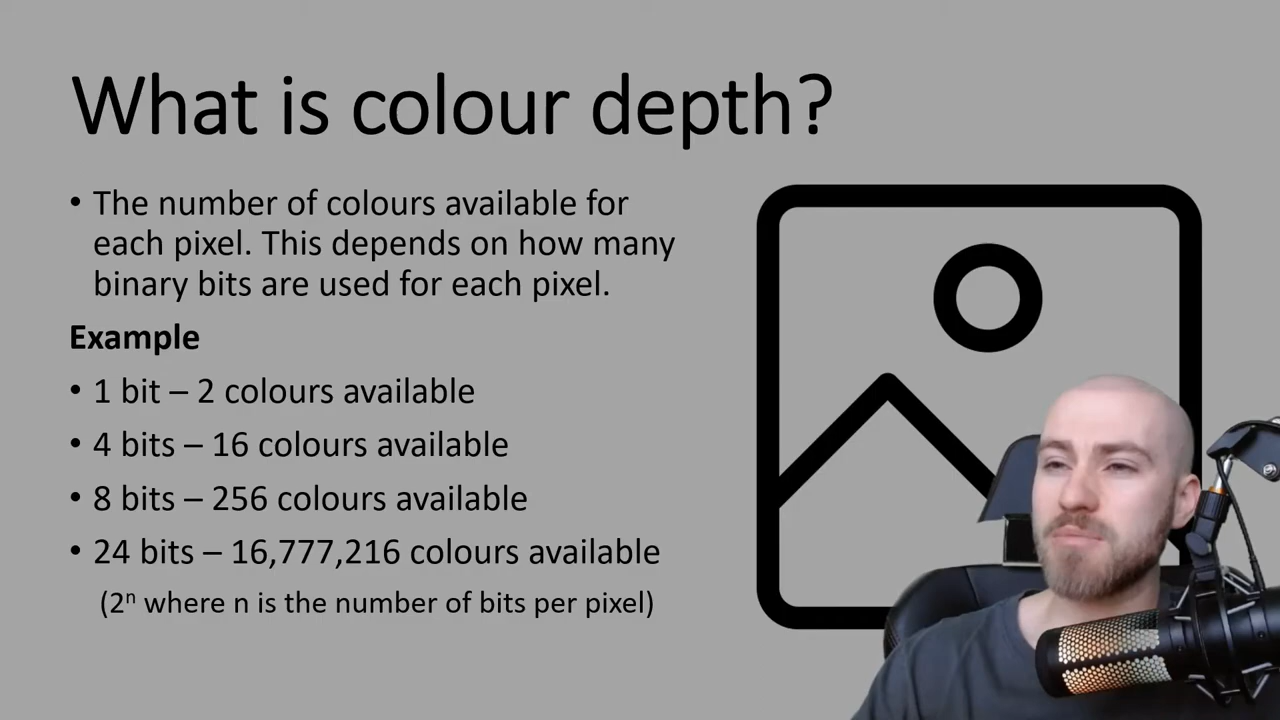 What is colour depth?
• The number of colours available for
each pixel. This depends on how many
binary bits are used for each pixel.
Example
• 1 bit – 2 colours available
• 4 bits – 16 colours available
• 8 bits – 256 colours available
• 24 bits – 16,777,216 colours available
(2ⁿ where n is the number of bits per pixel)